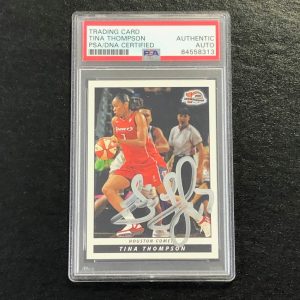 TRADING CARD
TINA THOMPSON
PSA/DNA CERTIFIED
AUTHENTIC
AUTO
84558313
PSA
HOUSTON COMETS
TINA THOMPSON